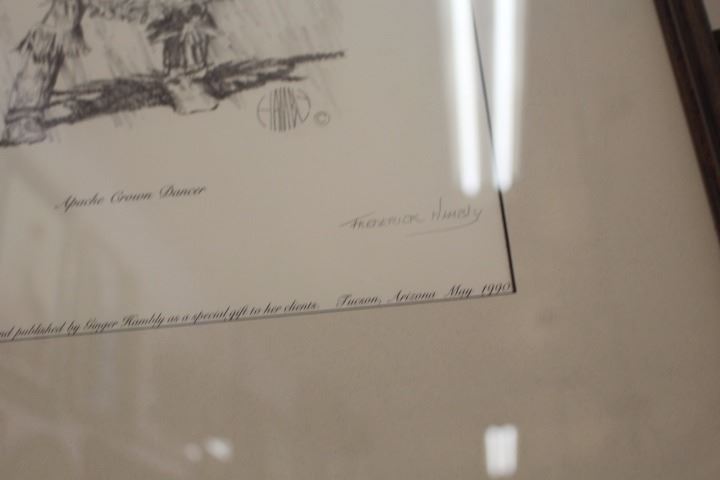 ©
Apache Crown Dancer
Frederick Hambly
nd published by Ginger Hambly as a special gift to her clients. Tucson, Arizona May 1990